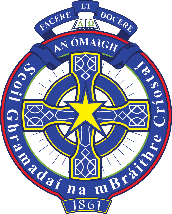 FACERE ET DOCERE
AN ÓMAIGH
Scoil Ghramadaí na mBráithre Críostaí
1861